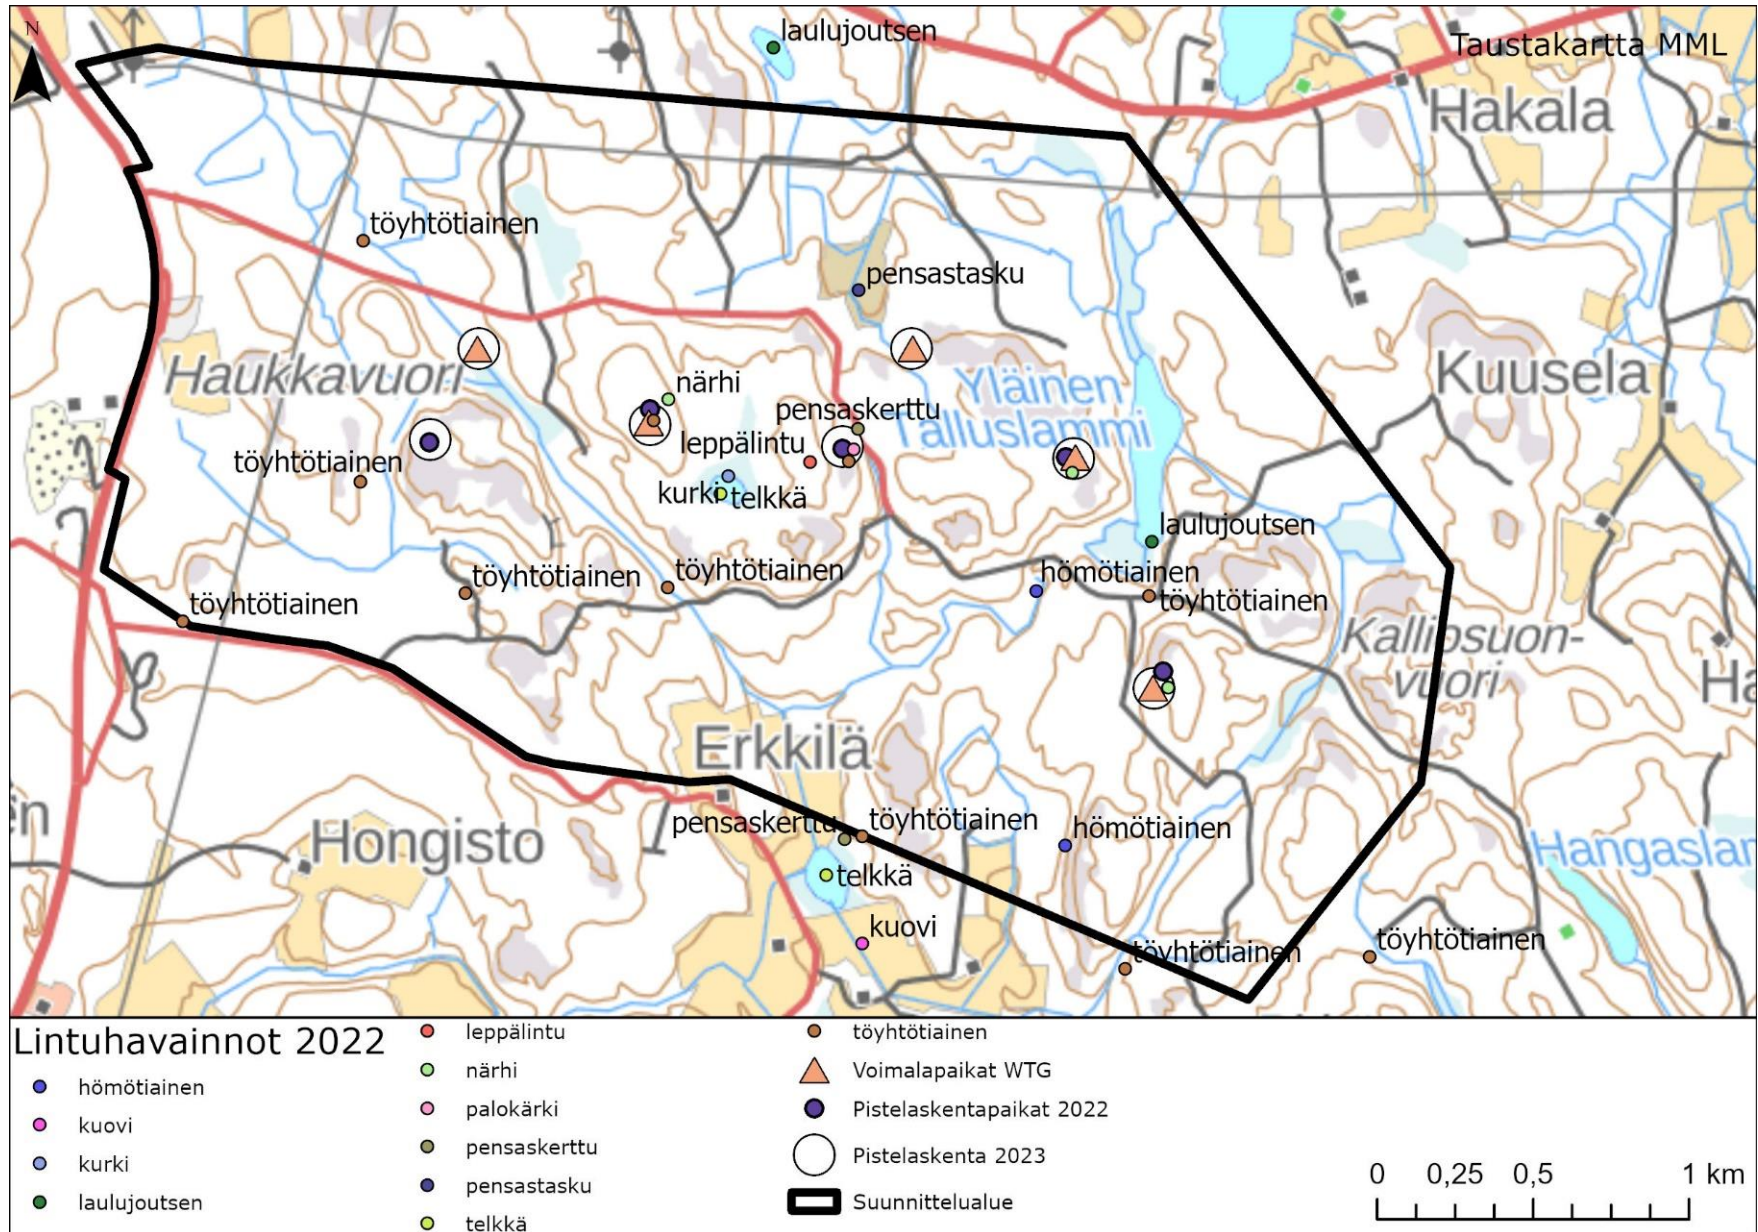 N
laulujoutsen
Taustakartta MML
Hakala
töyhtötiainen
pensastasku
Haukkavuori
närhi
Yläinen
Talluslammi
Kuusela
pensaskerttu
leppälintu
töyhtötiainen
kurki
telkkä
laulujoutsen
töyhtötiainen
töyhtötiainen
hömötiainen
töyhtötiainen
töyhtötiainen
Kalliosuon-
vuori
Ha
Erkkilä
ën
Hongisto
pensaskerttu
töyhtötiainen
hömötiainen
Hangaslar
telkkä
kuovi
töyhtötiainen
töyhtötiainen
Lintuhavainnot 2022
hömötiainen
kuovi
kurki
laulujoutsen
leppälintu
närhi
palokärki
pensaskerttu
pensastasku
telkkä
töyhtötiainen
Voimalapaikat WTG
Pistelaskentapaikat 2022
Pistelaskenta 2023
Suunnittelualue
0 0,25 0,5 1 km